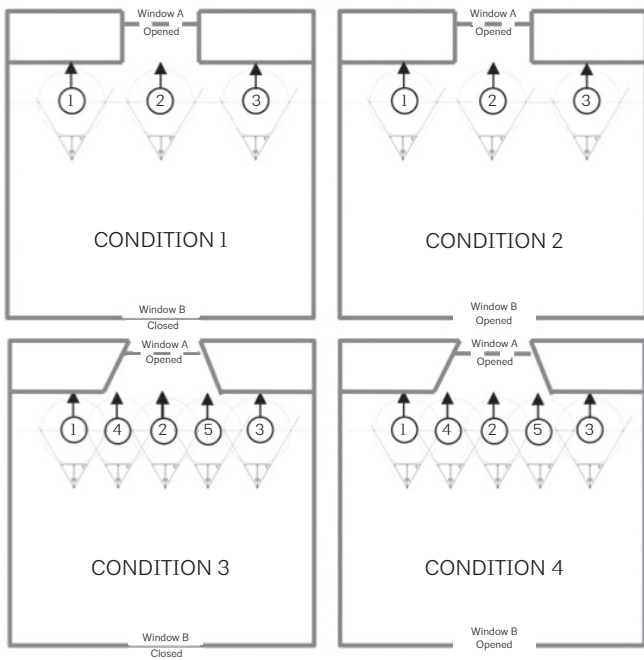 Window A
Opened
1
2
3
CONDITION 1
Window B
Closed
Window A
Opened
1
2
3
CONDITION 2
Window B
Opened
Window A
Opened
1
4
2
5
3
CONDITION 3
Window B
Closed
Window A
Opened
1
4
2
5
3
CONDITION 4
Window B
Opened